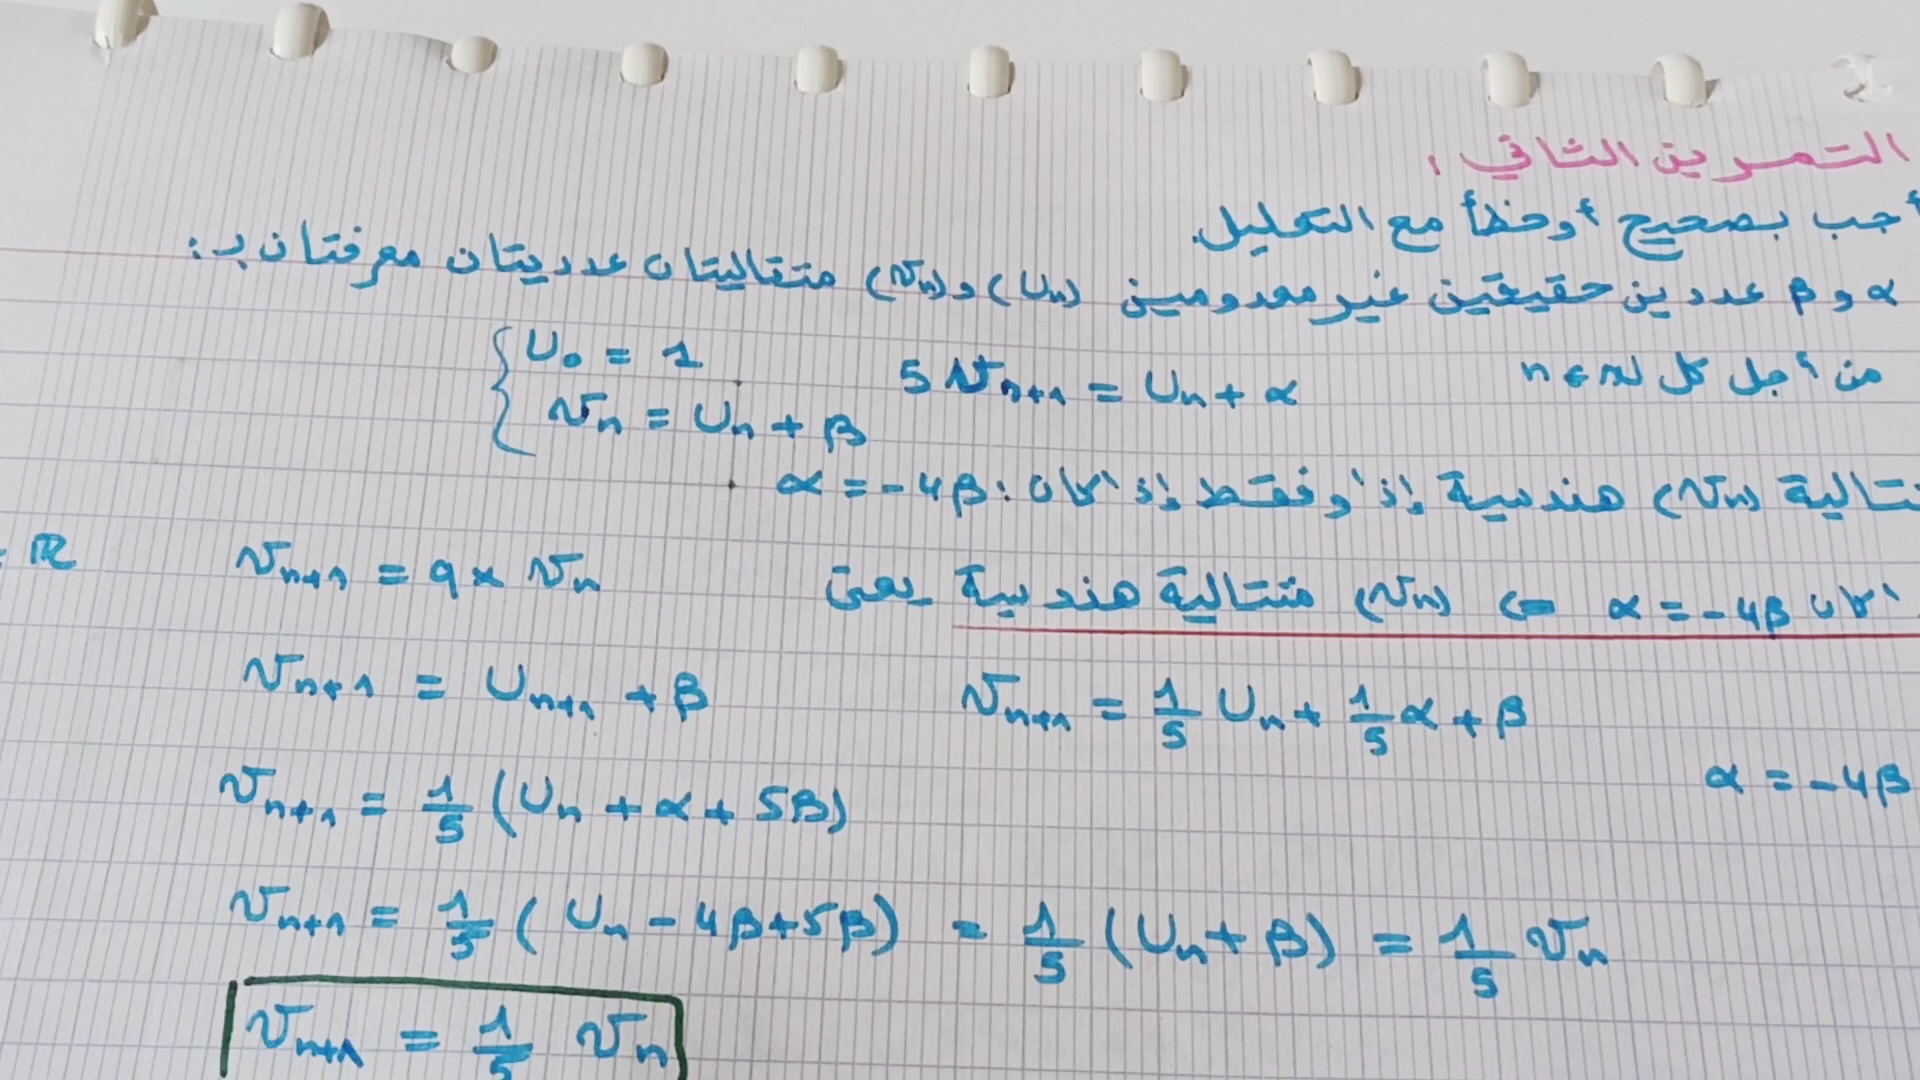 التمرين الثاني :
أجب بصحيح أو خطأ مع التعليل.
α و β عددين حقيقين غير معدومين (Un) و (Vn) متتاليتان عدديتان معرفتان بـ :
{ U₀ = 1
Vn = Un + β
5 Vn+1 = Un + α
من أجل كل n ∈ ℕ
(Vn) هندسية إذا وفقط إذا كان : α = -4β
كان α = -4β ⇐ (Vn) متتالية هندسية يعني Vn+1 = q × Vn
: ℝ
Vn+1 = Un+1 + β Vn+1 = 1/5 Un + 1/5 α + β
α = -4β
Vn+1 = 1/5 (Un + α + 5β)
Vn+1 = 1/5 ( Un - 4β + 5β) = 1/5 (Un + β) = 1/5 Vn
Vn+1 = 1/5 Vn